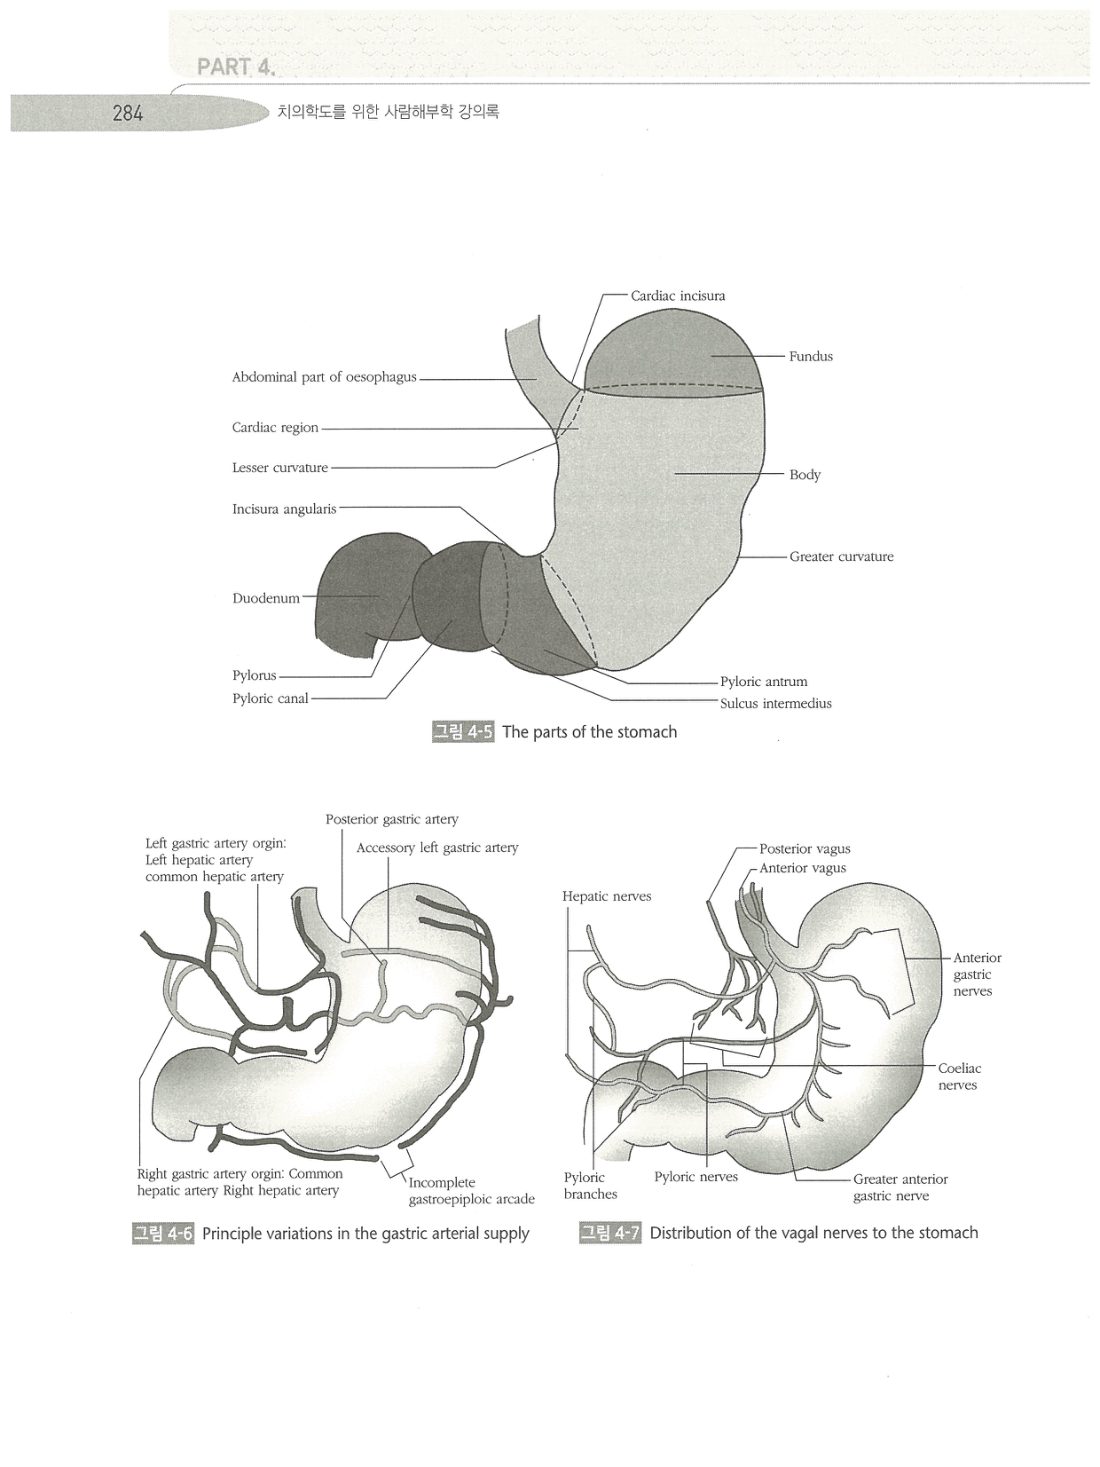 PART 4.
284
치의학도를 위한 사람해부학 강의록
Cardiac incisura
Fundus
Abdominal part of oesophagus
Cardiac region
Lesser curvature
Body
Incisura angularis
Greater curvature
Duodenum
Pylorus
Pyloric antrum
Pyloric canal
Sulcus intermedius
그림 4-5 The parts of the stomach
Posterior gastric artery
Left gastric artery orgin:
Left hepatic artery
common hepatic artery
Accessory left gastric artery
Right gastric artery orgin: Common
hepatic artery Right hepatic artery
Incomplete
gastroepiploic arcade
그림 4-6 Principle variations in the gastric arterial supply
Posterior vagus
Anterior vagus
Hepatic nerves
Anterior
gastric
nerves
Coeliac
nerves
Pyloric
branches
Pyloric nerves
Greater anterior
gastric nerve
그림 4-7 Distribution of the vagal nerves to the stomach